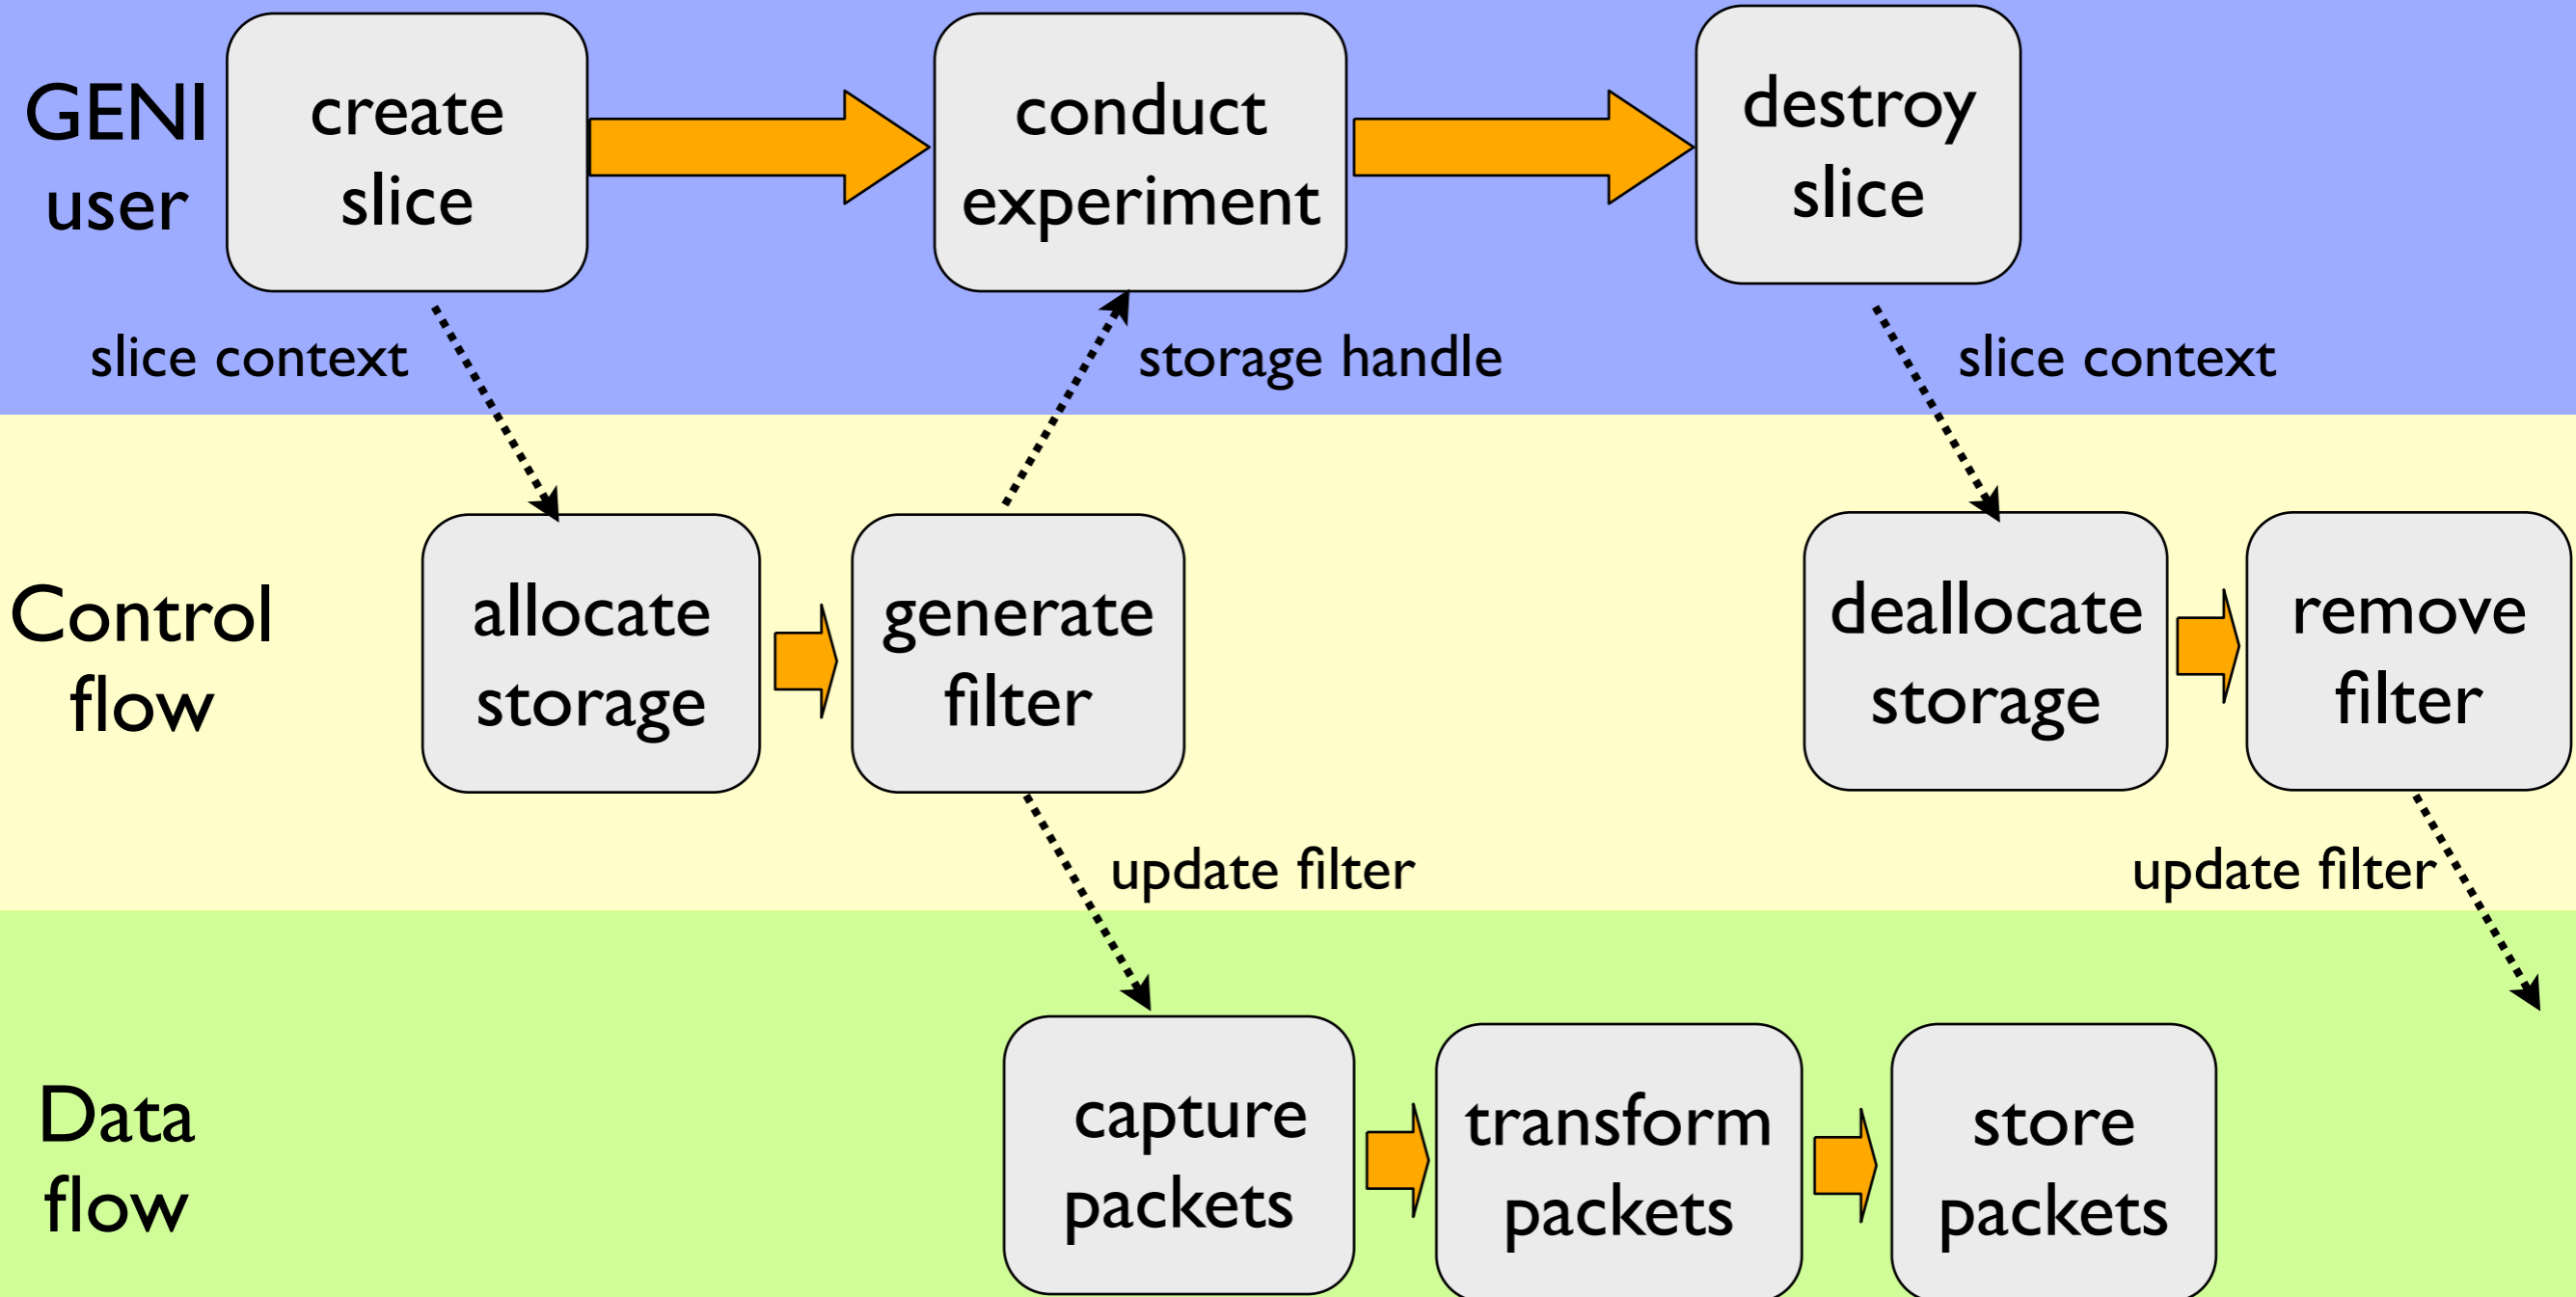 GENI
user
create
slice
conduct
experiment
destroy
slice
slice context
storage handle
slice context
Control
flow
allocate
storage
generate
filter
deallocate
storage
remove
filter
update filter
update filter
Data
flow
capture
packets
transform
packets
store
packets